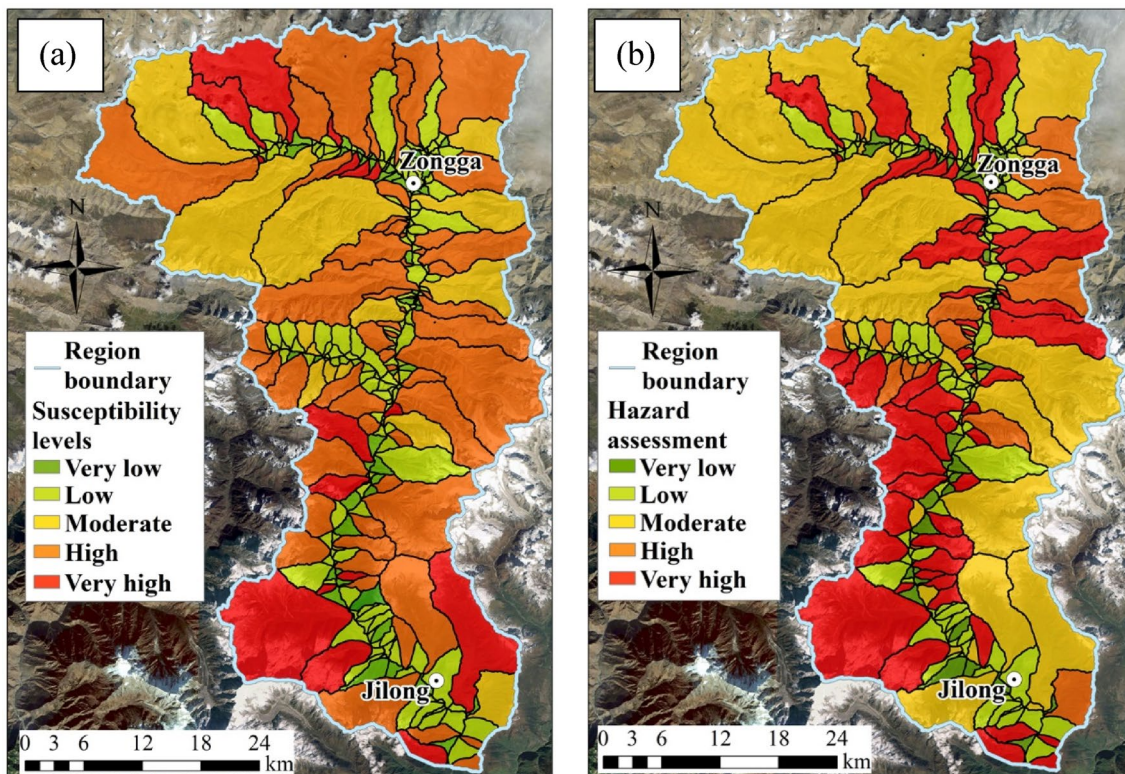 (a)
Zongga
N
Region
boundary
Susceptibility
levels
Very low
Low
Moderate
High
Very high
Jilong
0 3 6 12 18 24
km
(b)
Zongga
N
Region
boundary
Hazard
assessment
Very low
Low
Moderate
High
Very high
Jilong
0 3 6 12 18 24
km